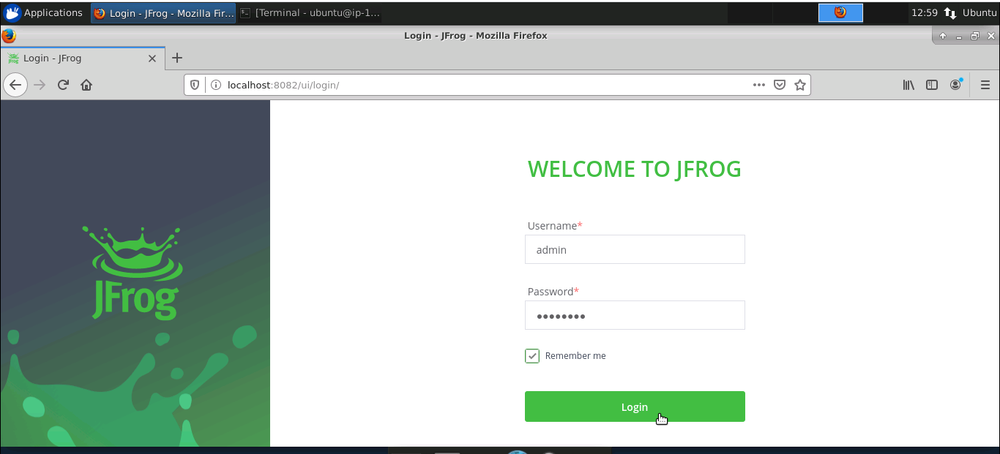 Applications
Login - JFrog - Mozilla Fir...
[Terminal - ubuntu@ip-1...
12:59
Ubuntu
Login - JFrog - Mozilla Firefox
Login - JFrog
localhost:8082/ui/login/
WELCOME TO JFROG
Username*
admin
JFrog
Password*
••••••••
Remember me
Login